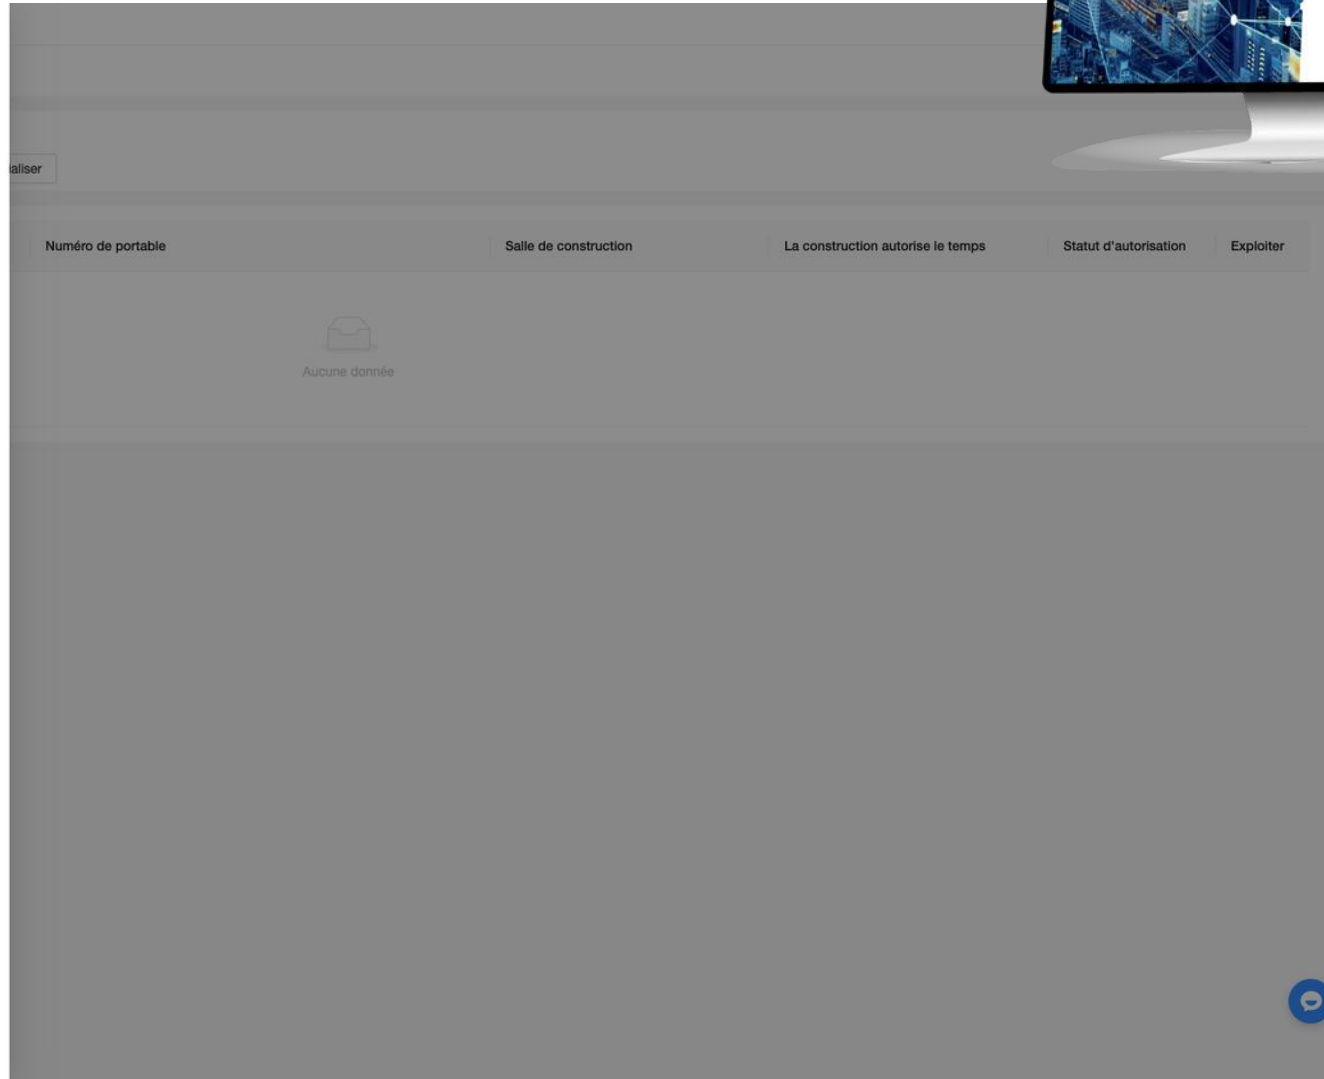 ialiser
Numéro de portable Salle de construction La construction autorise le temps Statut d'autorisation Exploiter
Aucune donnée